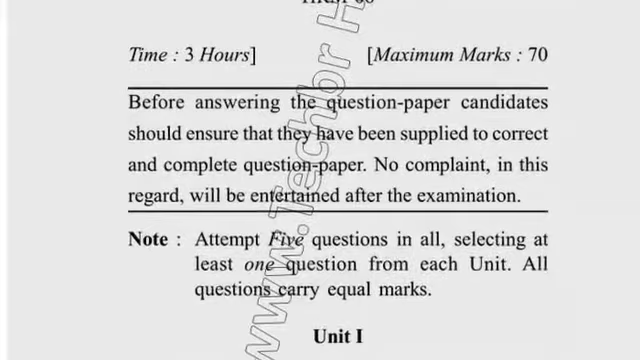 Time : 3 Hours] [Maximum Marks : 70
Before answering the question-paper candidates
should ensure that they have been supplied to correct
and complete question-paper. No complaint, in this
regard, will be entertained after the examination.
Note : Attempt Five questions in all, selecting at
least one question from each Unit. All
questions carry equal marks.
Unit I
www.Techbr